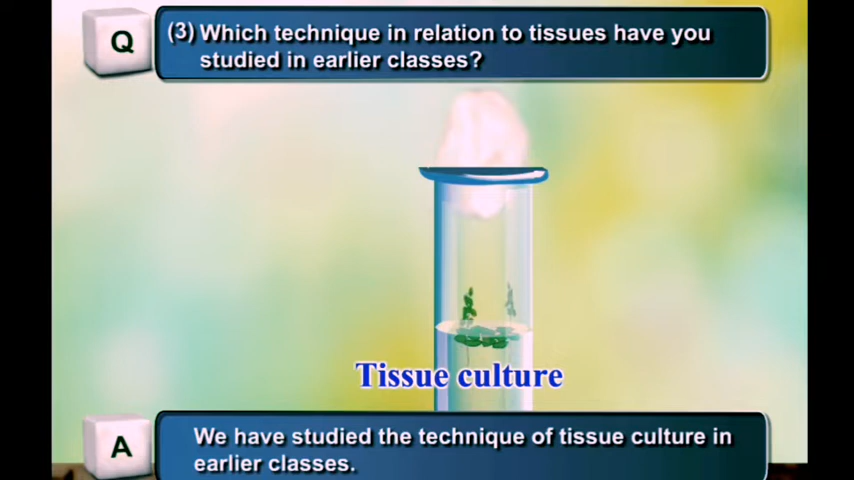 Q
(3) Which technique in relation to tissues have you
studied in earlier classes?
Tissue culture
A
We have studied the technique of tissue culture in
earlier classes.